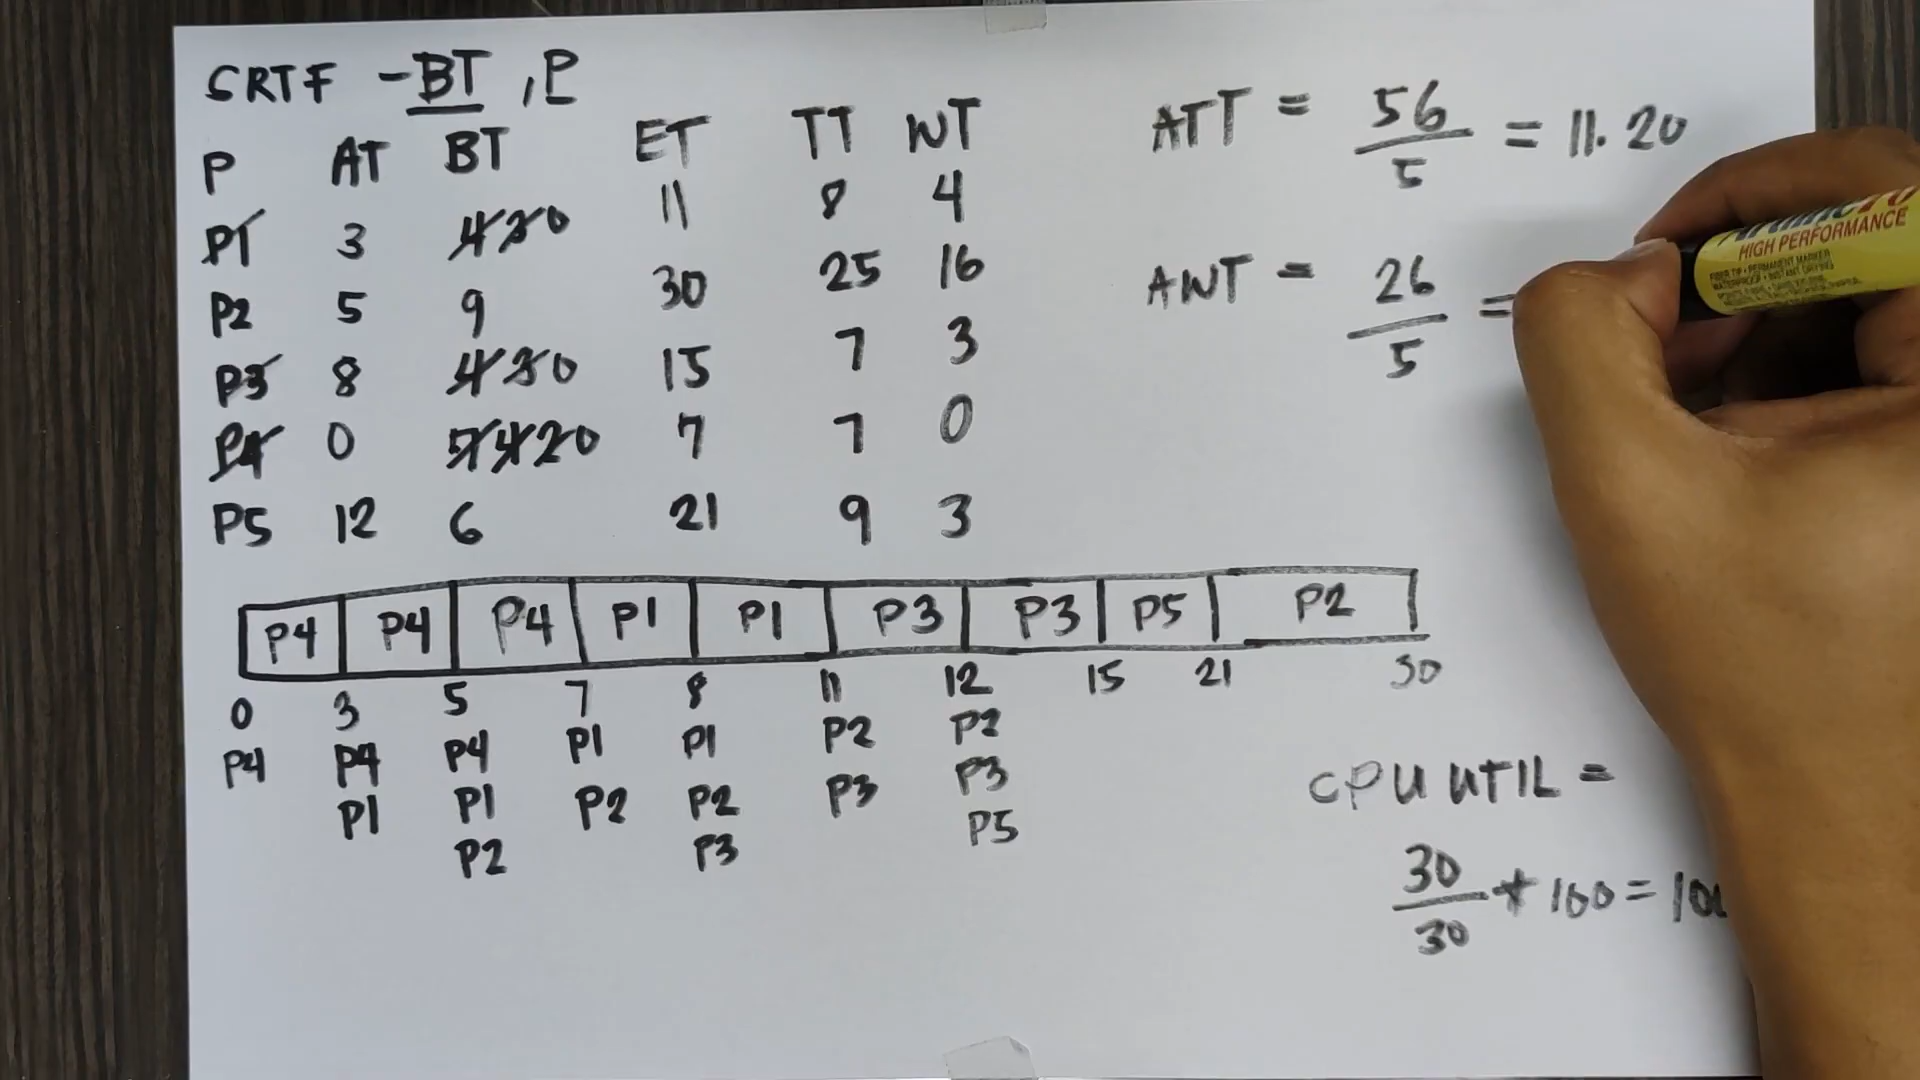 SRTF - BT , P
P AT BT ET TT WT
P1 3 4 3 0 11 8 4
P2 5 9 30 25 16
P3 8 4 3 0 15 7 3
P4 0 7 4 2 0 7 7 0
P5 12 6 21 9 3
ATT = 56/5 = 11.20
AWT = 26/5 =
HIGH PERFORMANCE
P4 P4 P4 P1 P1 P3 P3 P5 P2
0 3 5 7 8 11 12 15 21 30
P4 P4 P4 P1 P1 P2 P2
P1 P1 P2 P2 P3 P3
P2 P3 P5
CPU UTIL =
30/30 * 100 = 10